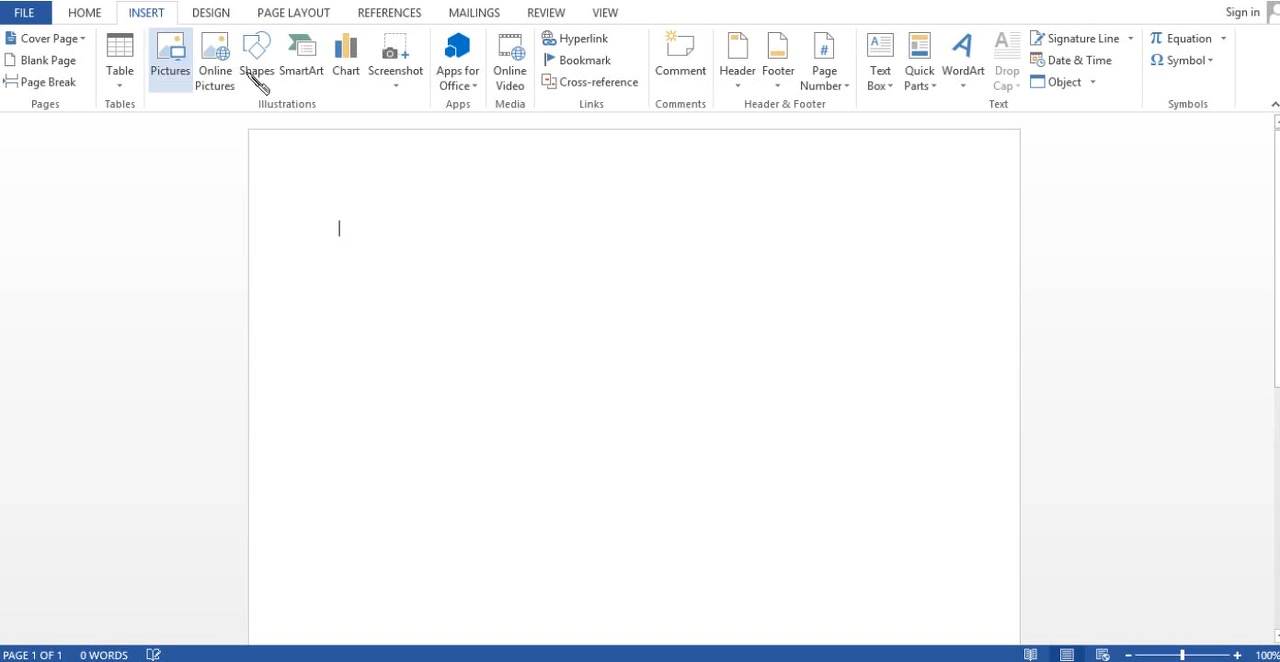 FILE HOME INSERT DESIGN PAGE LAYOUT REFERENCES MAILINGS REVIEW VIEW Sign in
Cover Page
Blank Page
Page Break
Pages
Table
Tables
Pictures
Online
Pictures
Shapes
SmartArt
Chart
Screenshot
Illustrations
Apps for
Office
Apps
Online
Video
Media
Hyperlink
Bookmark
Cross-reference
Links
Comment
Comments
Header
Footer
Page
Number
#
Header & Footer
Text
Box
A
Quick
Parts
WordArt
A
Drop
Cap
A
Signature Line
Date & Time
Object
Text
π Equation
Ω Symbol
Symbols
PAGE 1 OF 1 0 WORDS 100%